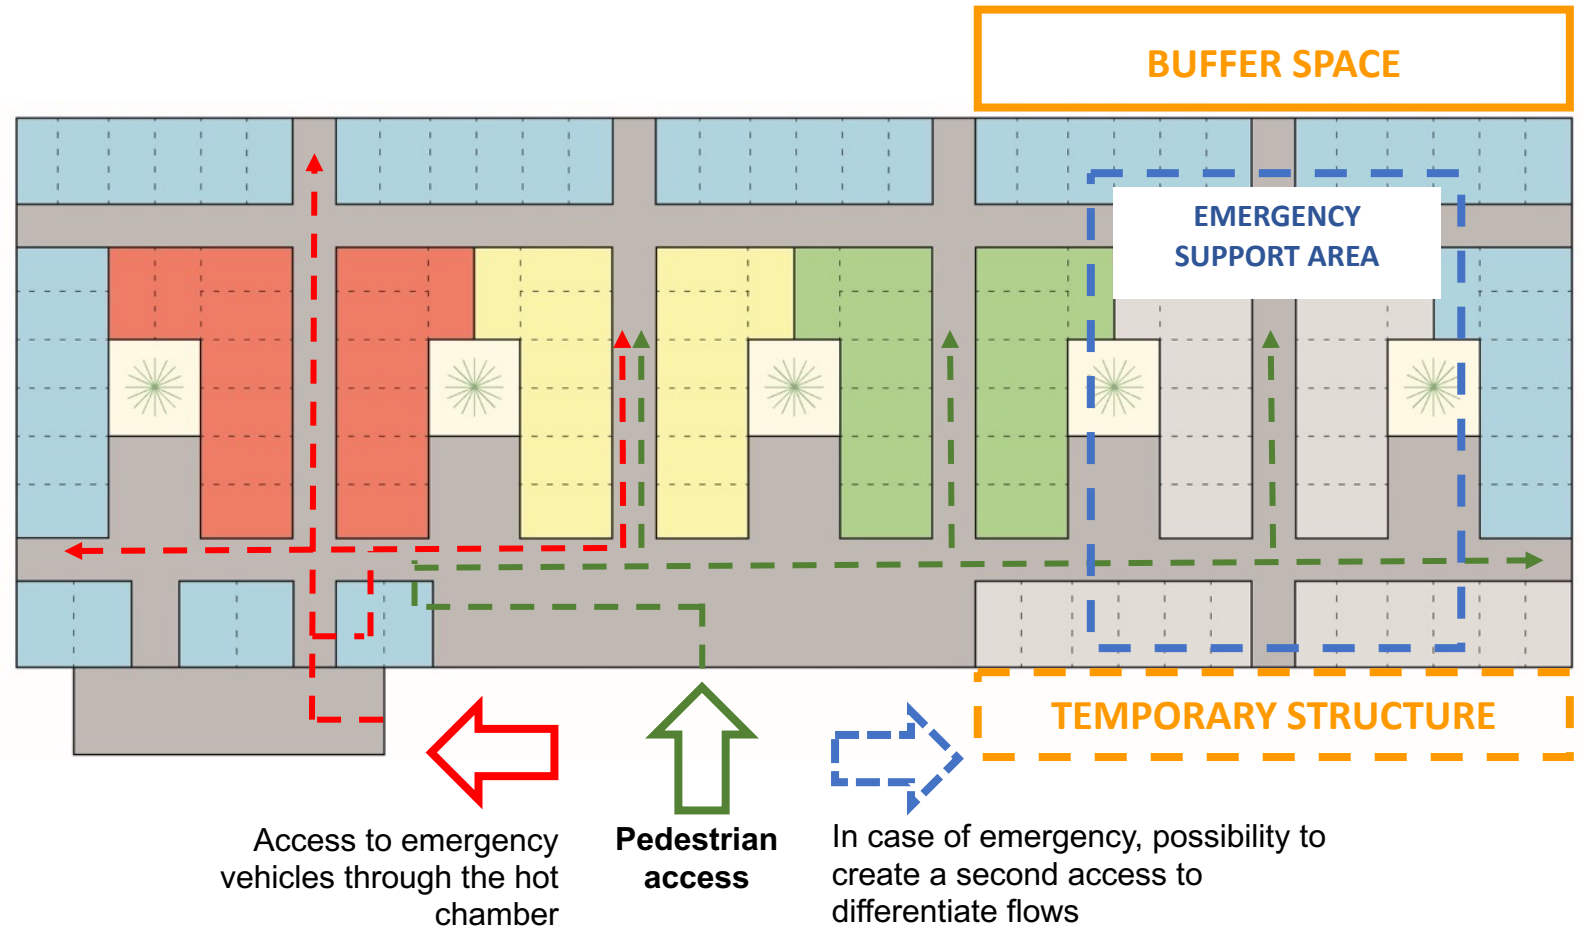 BUFFER SPACE
EMERGENCY
SUPPORT AREA
TEMPORARY STRUCTURE
Access to emergency
vehicles through the hot
chamber
Pedestrian
access
In case of emergency, possibility to
create a second access to
differentiate flows